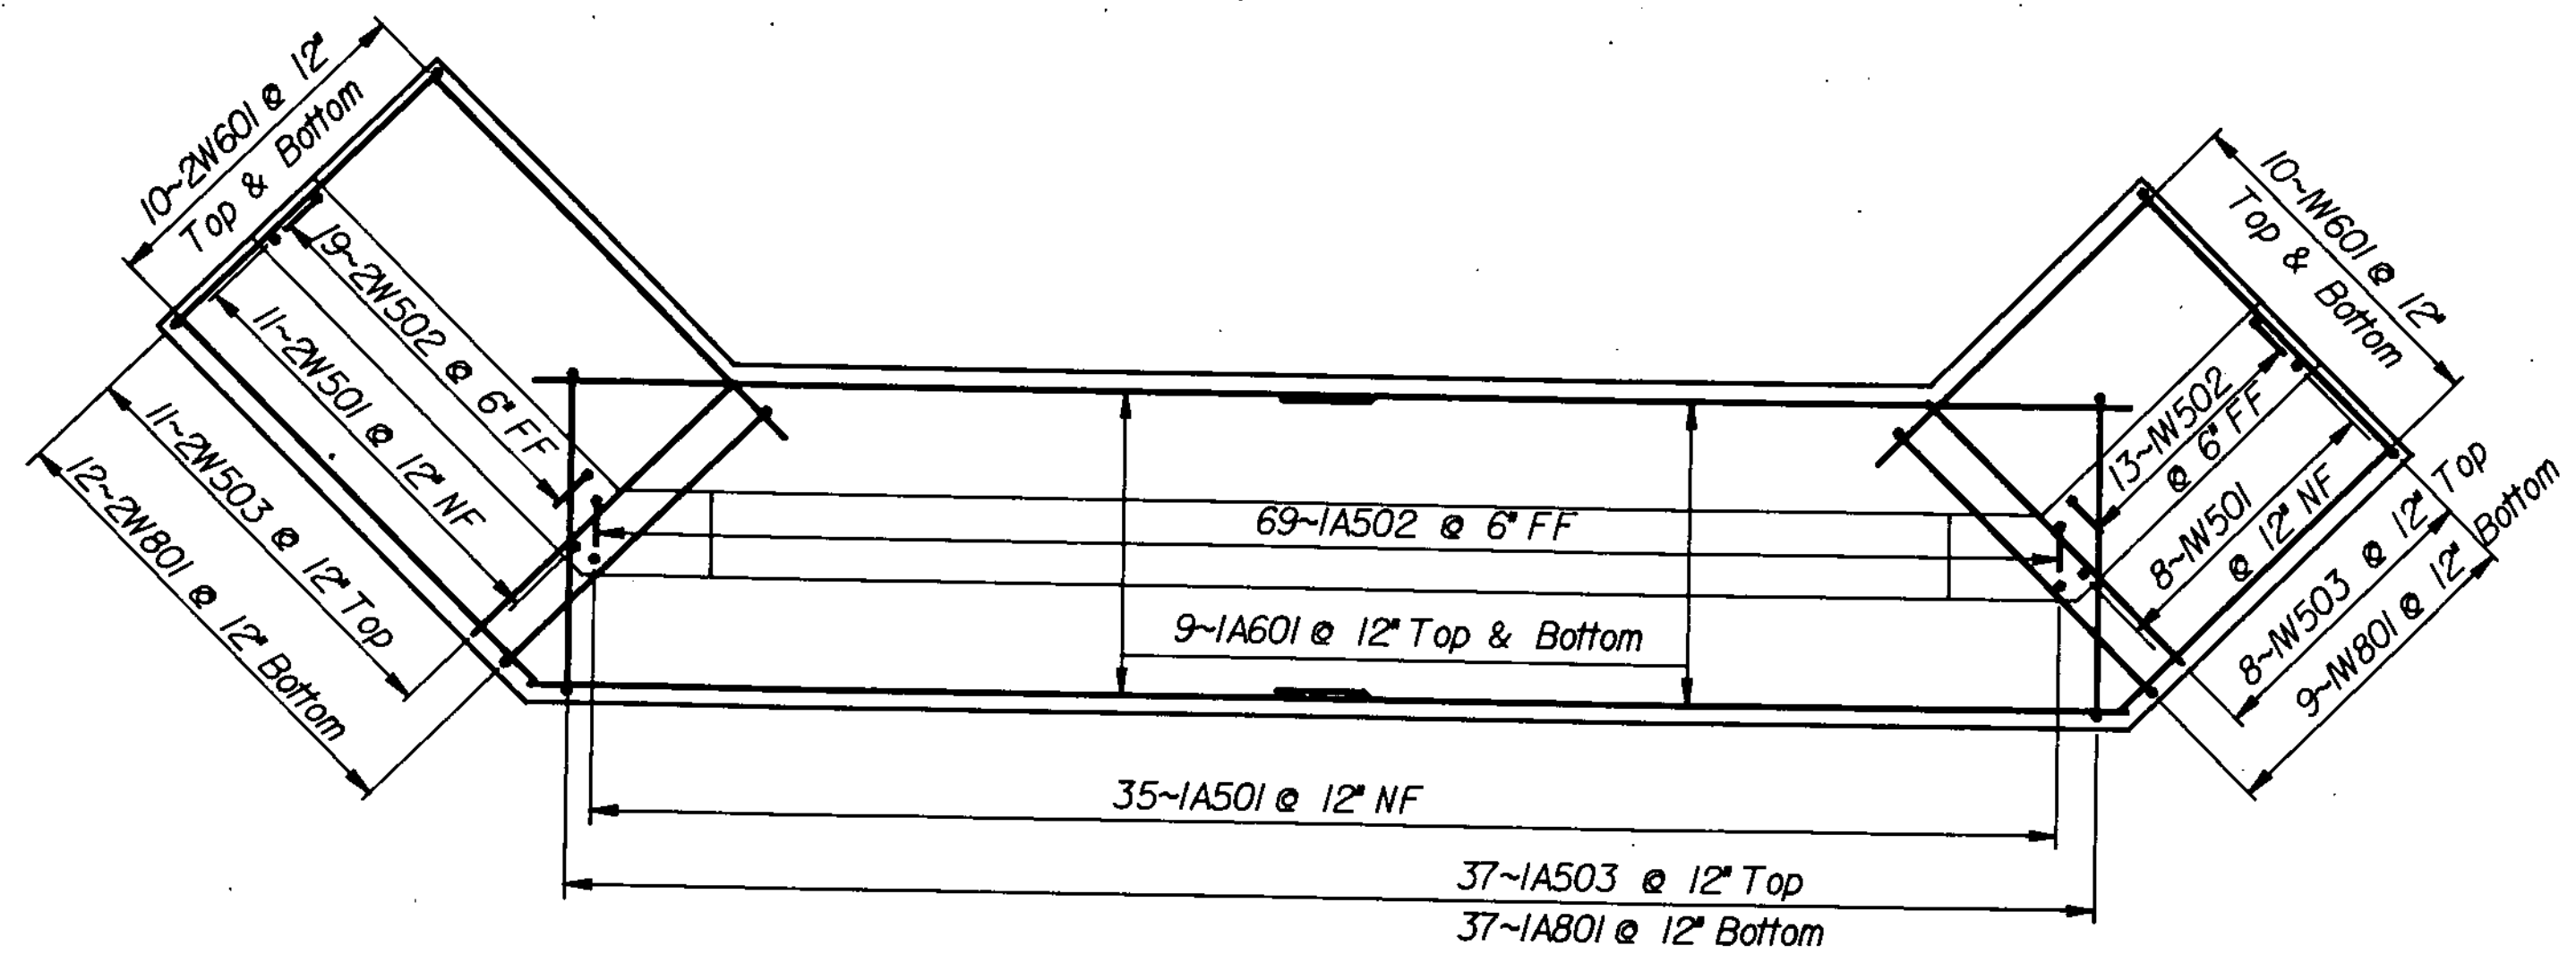 10~2W601 @ 12"
Top & Bottom
19~2W502 @ 6" FF
11~2W501 @ 12" NF
11~2W503 @ 12" Top
12~2W801 @ 12" Bottom
69~1A502 @ 6" FF
9~1A601 @ 12" Top & Bottom
35~1A501 @ 12" NF
37~1A503 @ 12" Top
37~1A801 @ 12" Bottom
10~1W601 @ 12"
Top & Bottom
13~1W502
@ 6" FF
8~1W501
@ 12" NF
8~1W503 @ 12" Top
9~1W801 @ 12" Bottom